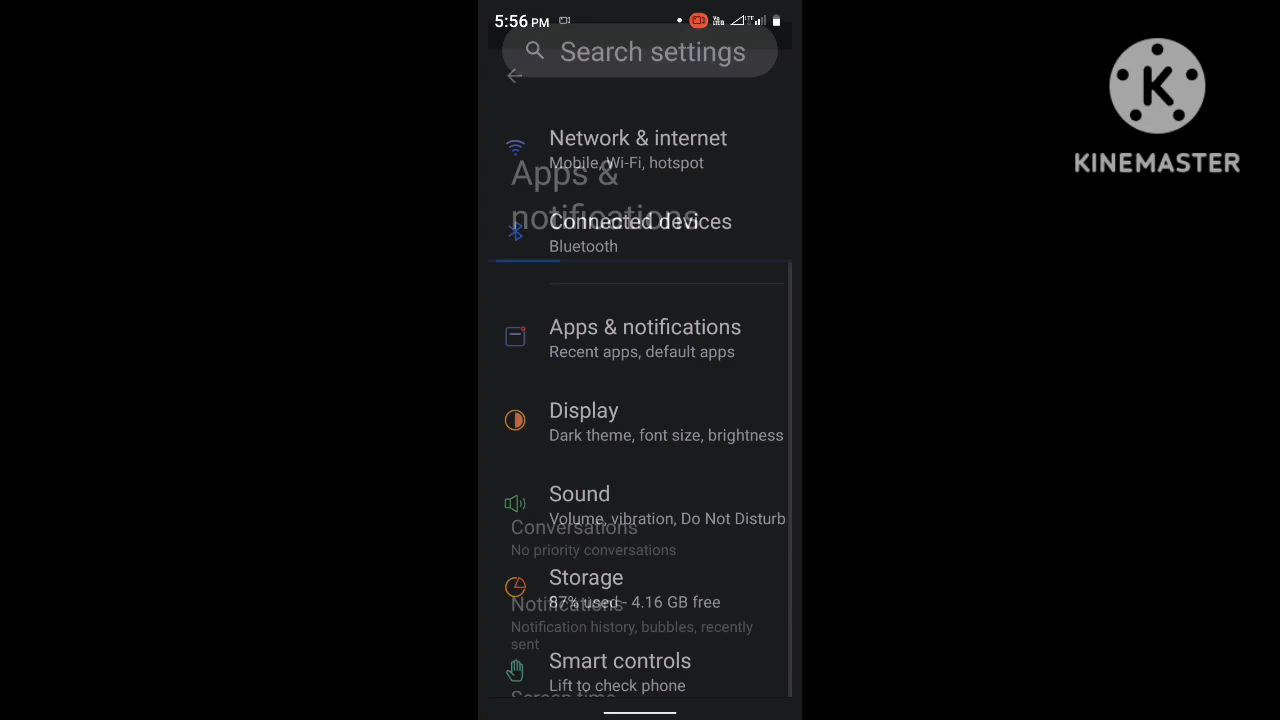 5:56 PM
Search settings
Network & internet
Mobile, Wi-Fi, hotspot
Apps &
notifications
Connected devices
Bluetooth
Apps & notifications
Recent apps, default apps
Display
Dark theme, font size, brightness
Sound
Volume, vibration, Do Not Disturb
Conversations
No priority conversations
Storage
87% used - 4.16 GB free
Notifications
Notification history, bubbles, recently
sent
Smart controls
Lift to check phone
Screen time
K
KINEMASTER